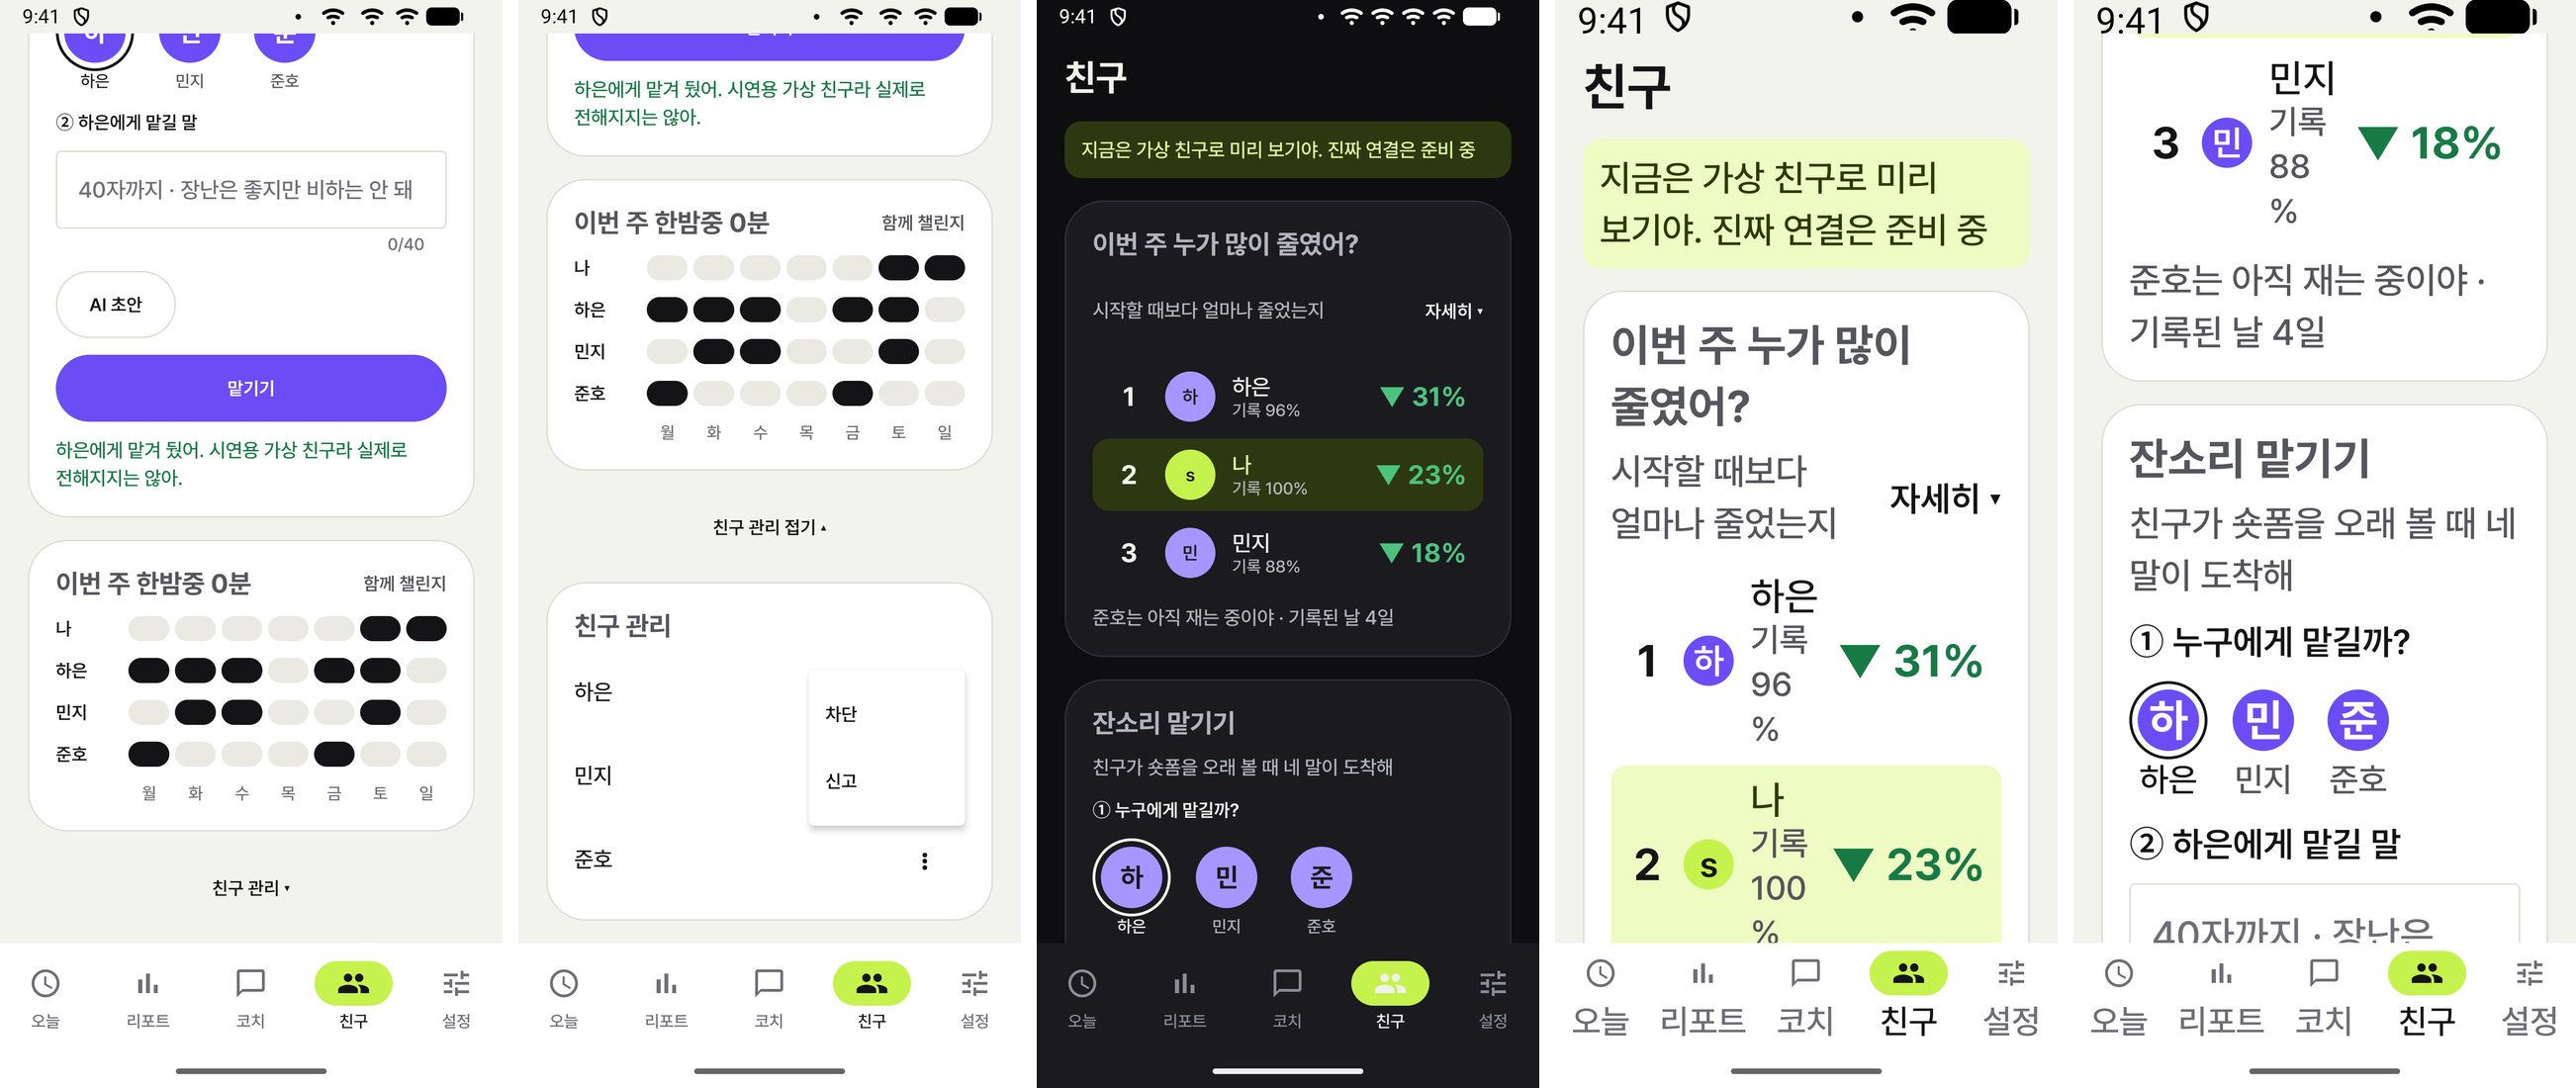 9:41
하은
민지
준호
② 하은에게 맡길 말
40자까지 · 장난은 좋지만 비하는 안 돼
0/40
AI 초안
맡기기
하은에게 맡겨 뒀어. 시연용 가상 친구라 실제로
전해지지는 않아.
이번 주 한밤중 0분
함께 챌린지
나
하은
민지
준호
월 화 수 목 금 토 일
친구 관리 ▾
오늘 리포트 코치 친구 설정
9:41
하은에게 맡겨 뒀어. 시연용 가상 친구라 실제로
전해지지는 않아.
이번 주 한밤중 0분
함께 챌린지
나
하은
민지
준호
월 화 수 목 금 토 일
친구 관리 접기 ▴
친구 관리
하은
차단
민지
신고
준호
오늘 리포트 코치 친구 설정
9:41
친구
지금은 가상 친구로 미리 보기야. 진짜 연결은 준비 중
이번 주 누가 많이 줄였어?
시작할 때보다 얼마나 줄었는지
자세히 ▾
1 하 하은 ▼ 31%
기록 96%
2 s 나 ▼ 23%
기록 100%
3 민 민지 ▼ 18%
기록 88%
준호는 아직 재는 중이야 · 기록된 날 4일
잔소리 맡기기
친구가 숏폼을 오래 볼 때 네 말이 도착해
① 누구에게 맡길까?
하 민 준
하은 민지 준호
오늘 리포트 코치 친구 설정
9:41
친구
지금은 가상 친구로 미리
보기야. 진짜 연결은 준비 중
이번 주 누가 많이
줄였어?
시작할 때보다
얼마나 줄었는지
자세히 ▾
하은
기록
1 하 ▼ 31%
96
%
나
기록
2 s ▼ 23%
100
%
오늘 리포트 코치 친구 설정
9:41
민지
기록
3 민 ▼ 18%
88
%
준호는 아직 재는 중이야 ·
기록된 날 4일
잔소리 맡기기
친구가 숏폼을 오래 볼 때 네
말이 도착해
① 누구에게 맡길까?
하 민 준
하은 민지 준호
② 하은에게 맡길 말
40자까지 · 장난은
오늘 리포트 코치 친구 설정